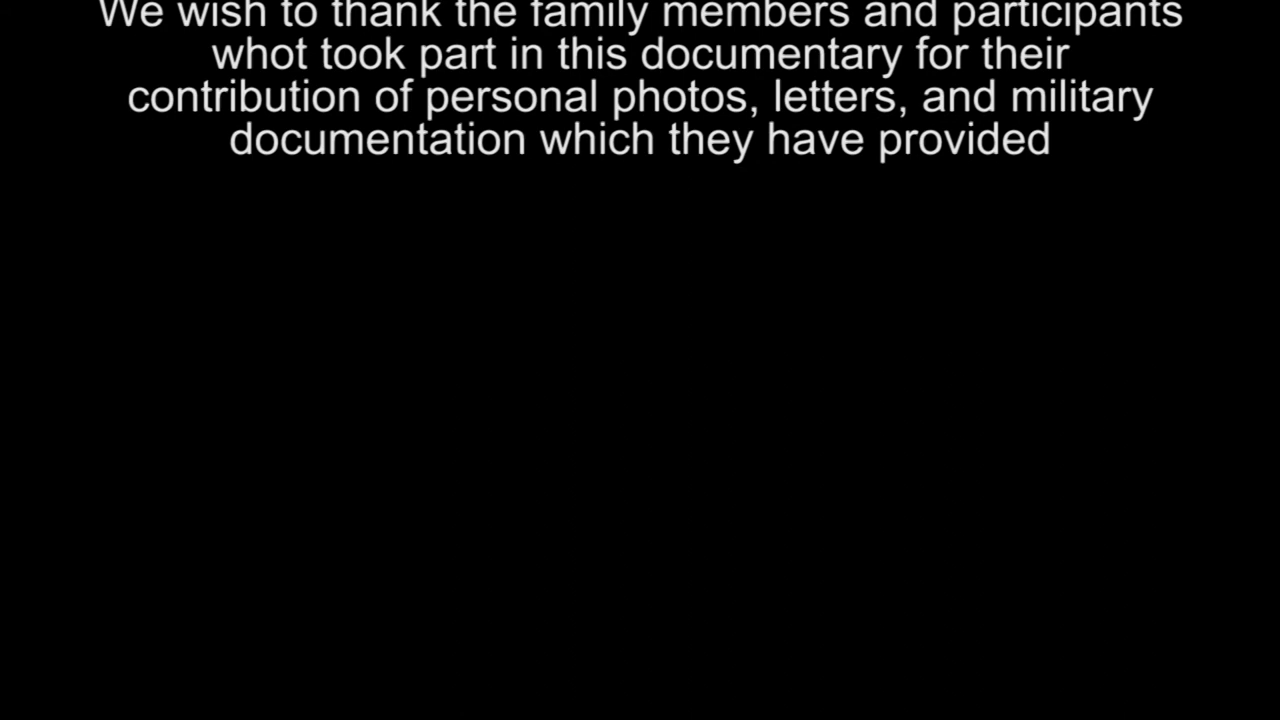 We wish to thank the family members and participants
whot took part in this documentary for their
contribution of personal photos, letters, and military
documentation which they have provided